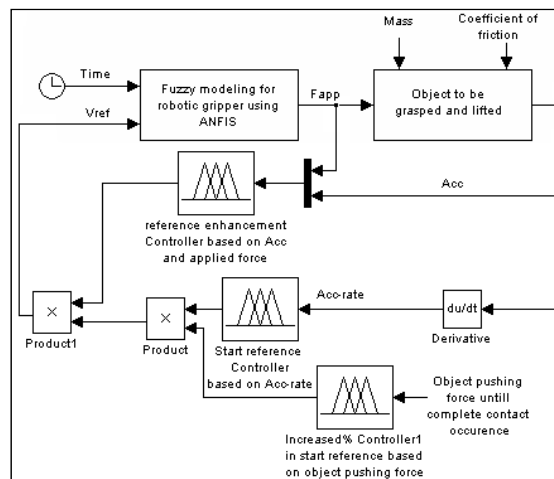 Mass
Coefficient of
friction
Time
Vref
Fuzzy modeling for
robotic gripper using
ANFIS
Fapp
Object to be
grasped and lifted
Acc
reference enhancement
Controller based on Acc
and applied force
×
Product1
×
Product
Acc-rate
Start reference
Controller
based on Acc-rate
du/dt
Derivative
Object pushing
force untill
complete contact
occurence
Increased% Controller1
in start reference based
on object pushing force